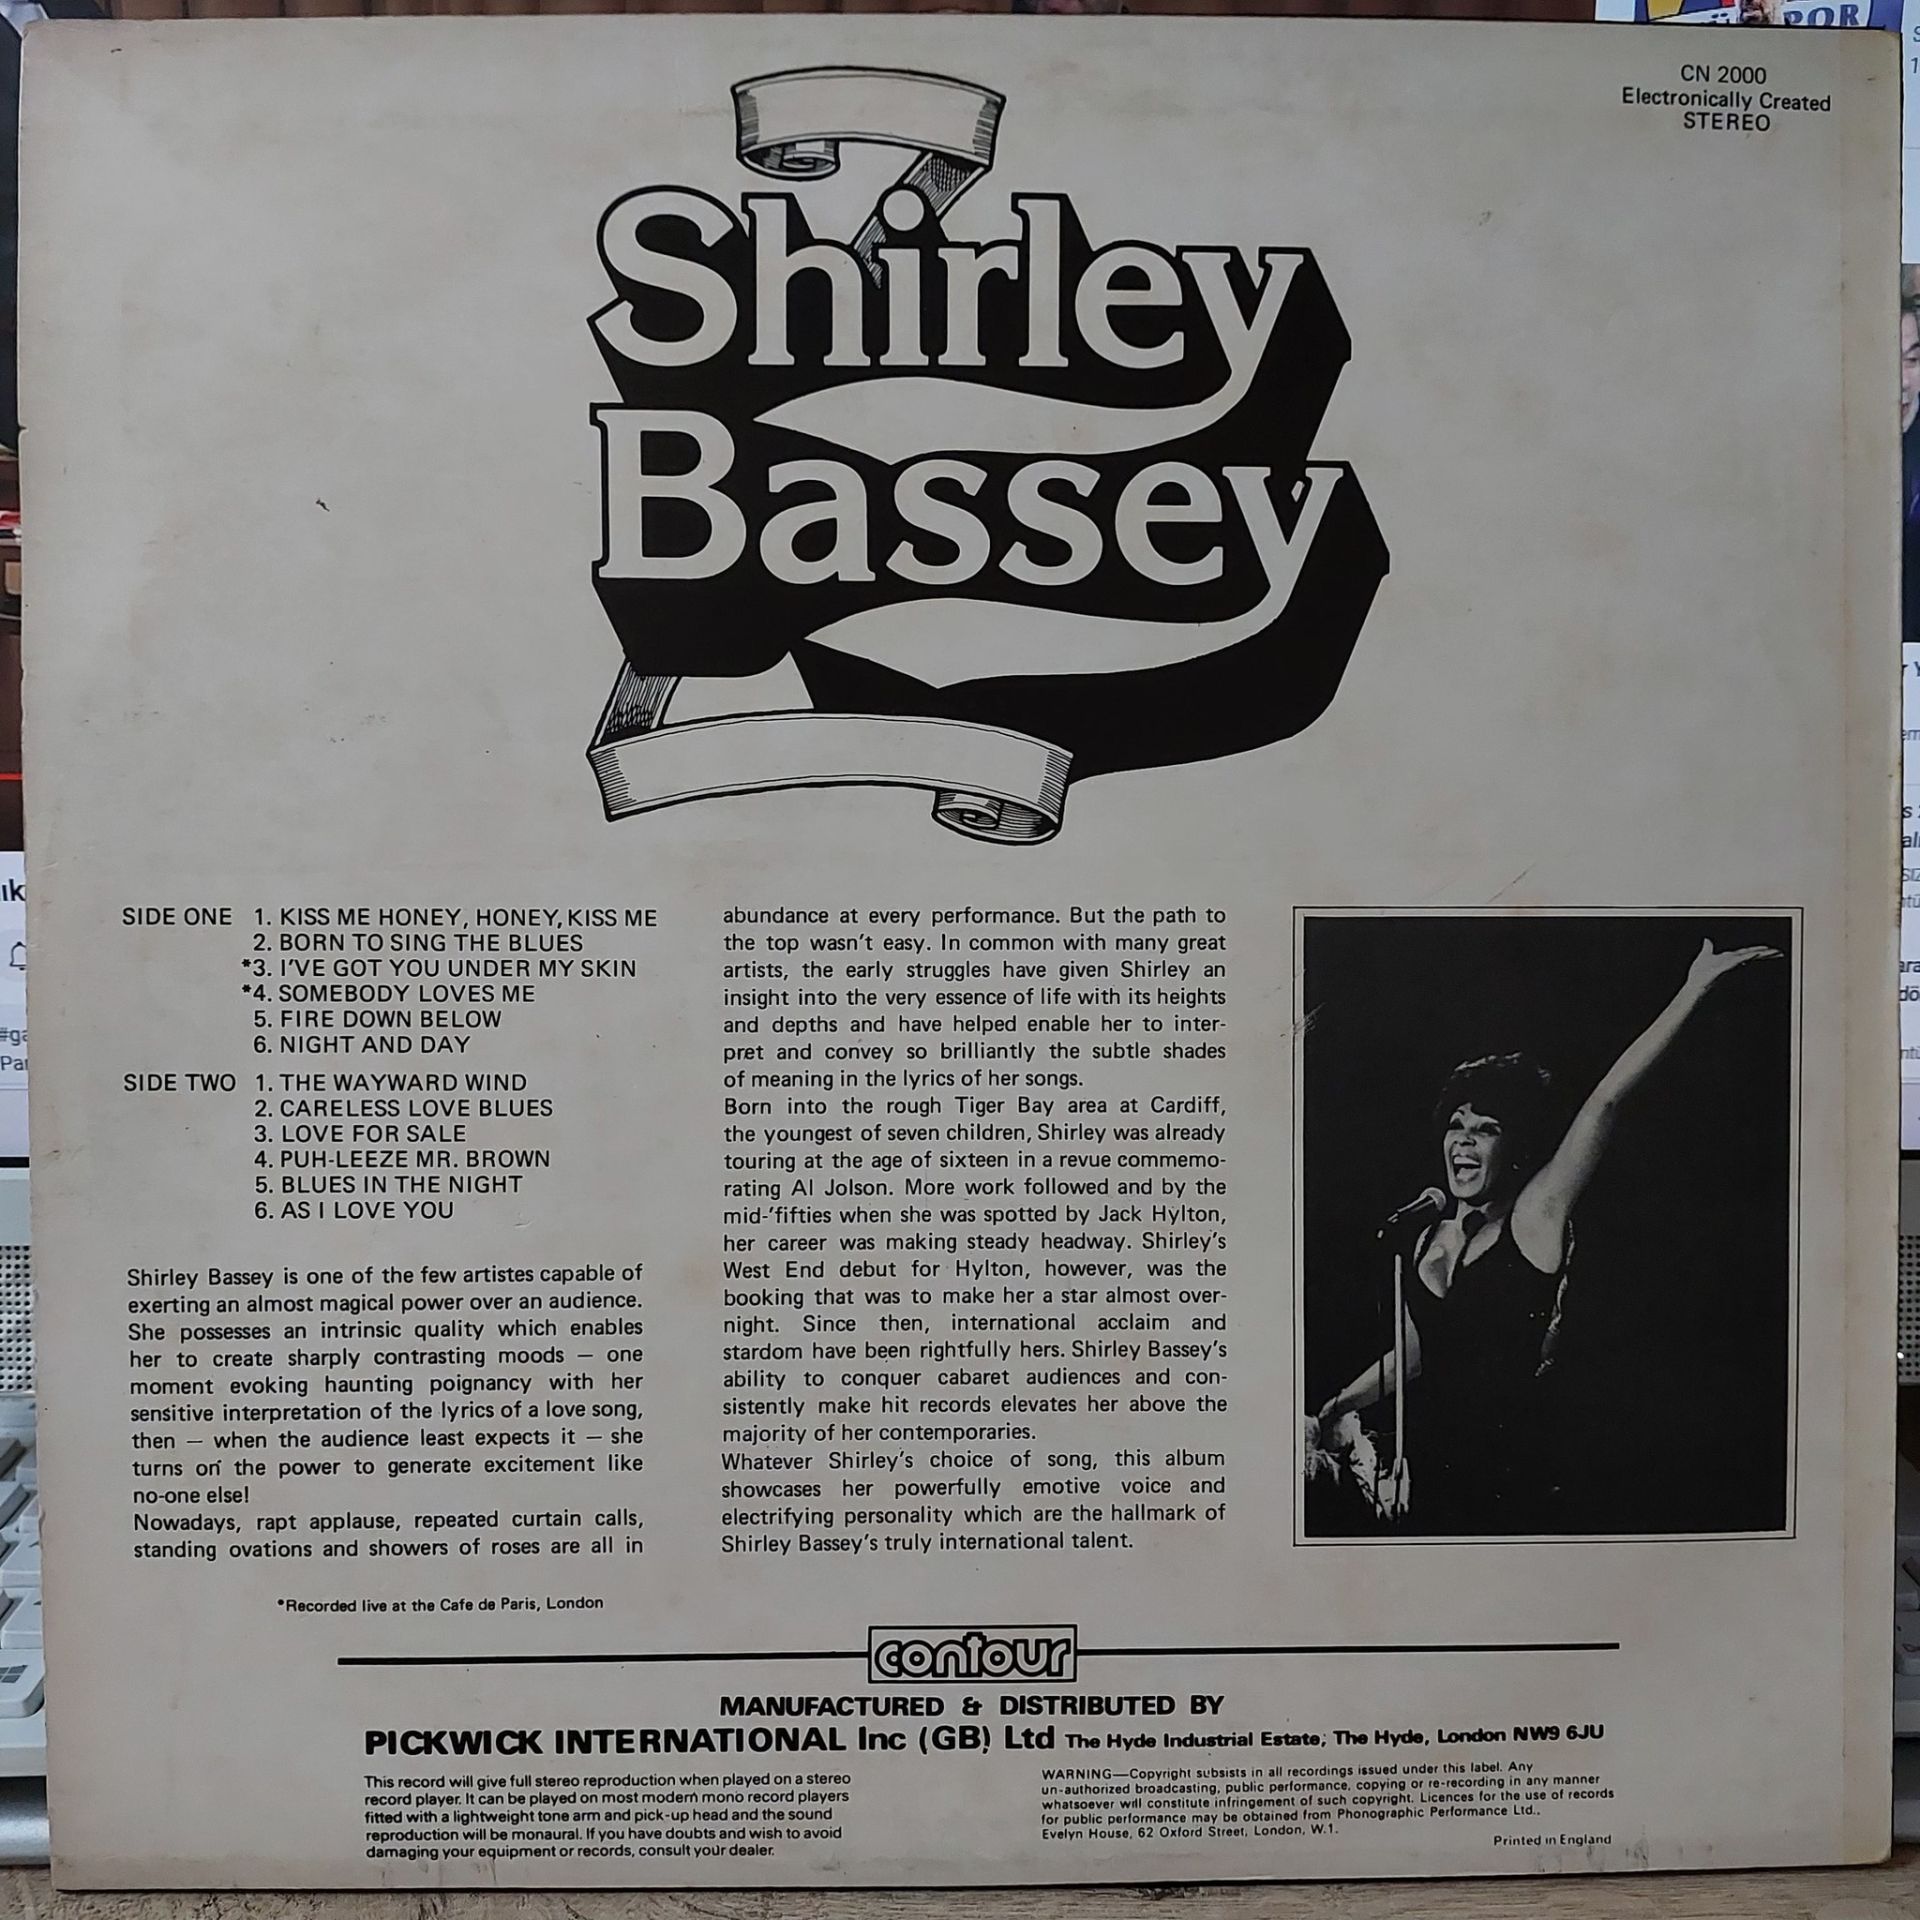 CN 2000
Electronically Created
STEREO
Shirley
Bassey
SIDE ONE 1. KISS ME HONEY, HONEY, KISS ME
2. BORN TO SING THE BLUES
*3. I'VE GOT YOU UNDER MY SKIN
*4. SOMEBODY LOVES ME
5. FIRE DOWN BELOW
6. NIGHT AND DAY
SIDE TWO 1. THE WAYWARD WIND
2. CARELESS LOVE BLUES
3. LOVE FOR SALE
4. PUH-LEEZE MR. BROWN
5. BLUES IN THE NIGHT
6. AS I LOVE YOU
Shirley Bassey is one of the few artistes capable of
exerting an almost magical power over an audience.
She possesses an intrinsic quality which enables
her to create sharply contrasting moods — one
moment evoking haunting poignancy with her
sensitive interpretation of the lyrics of a love song,
then — when the audience least expects it — she
turns on the power to generate excitement like
no-one else!
Nowadays, rapt applause, repeated curtain calls,
standing ovations and showers of roses are all in
abundance at every performance. But the path to
the top wasn't easy. In common with many great
artists, the early struggles have given Shirley an
insight into the very essence of life with its heights
and depths and have helped enable her to inter-
pret and convey so brilliantly the subtle shades
of meaning in the lyrics of her songs.
Born into the rough Tiger Bay area at Cardiff,
the youngest of seven children, Shirley was already
touring at the age of sixteen in a revue commemo-
rating Al Jolson. More work followed and by the
mid-'fifties when she was spotted by Jack Hylton,
her career was making steady headway. Shirley's
West End debut for Hylton, however, was the
booking that was to make her a star almost over-
night. Since then, international acclaim and
stardom have been rightfully hers. Shirley Bassey's
ability to conquer cabaret audiences and con-
sistently make hit records elevates her above the
majority of her contemporaries.
Whatever Shirley's choice of song, this album
showcases her powerfully emotive voice and
electrifying personality which are the hallmark of
Shirley Bassey's truly international talent.
*Recorded live at the Cafe de Paris, London
contour
MANUFACTURED & DISTRIBUTED BY
PICKWICK INTERNATIONAL Inc (GB) Ltd The Hyde Industrial Estate, The Hyde, London NW9 6JU
This record will give full stereo reproduction when played on a stereo
record player. It can be played on most modern mono record players
fitted with a lightweight tone arm and pick-up head and the sound
reproduction will be monaural. If you have doubts and wish to avoid
damaging your equipment or records, consult your dealer.
WARNING—Copyright subsists in all recordings issued under this label. Any
un-authorized broadcasting, public performance, copying or re-recording in any manner
whatsoever will constitute infringement of such copyright. Licences for the use of records
for public performance may be obtained from Phonographic Performance Ltd.,
Evelyn House, 62 Oxford Street, London, W.1.
Printed in England